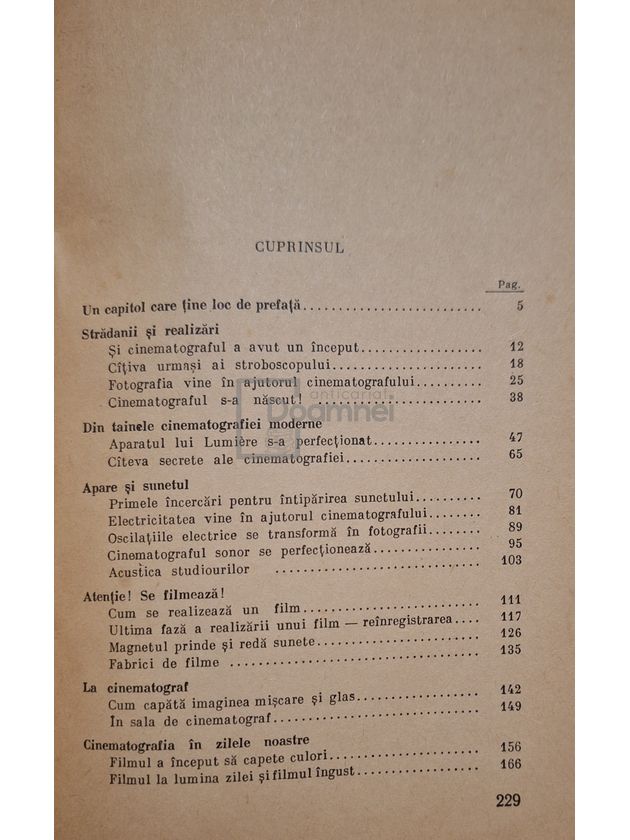 CUPRINSUL
Pag.
Un capitol care ține loc de prefață 5
Strădanii și realizări
Și cinematograful a avut un început 12
Cîțiva urmași ai stroboscopului 18
Fotografia vine în ajutorul cinematografului 25
Cinematograful s-a născut! 38
anticariat
Doamnei
Din tainele cinematografiei moderne
Aparatul lui Lumière s-a perfecționat 47
Cîteva secrete ale cinematografiei 65
Apare și sunetul
Primele încercări pentru întipărirea sunetului 70
Electricitatea vine în ajutorul cinematografului 81
Oscilațiile electrice se transformă în fotografii 89
Cinematograful sonor se perfecționează 95
Acustica studiourilor 103
Atenție! Se filmează!
Cum se realizează un film 111
Ultima fază a realizării unui film — reînregistrarea 117
Magnetul prinde și redă sunete 126
Fabrici de filme 135
La cinematograf
Cum capătă imaginea mișcare și glas 142
În sala de cinematograf 149
Cinematografia în zilele noastre
Filmul a început să capete culori 156
Filmul la lumina zilei și filmul îngust 166
229